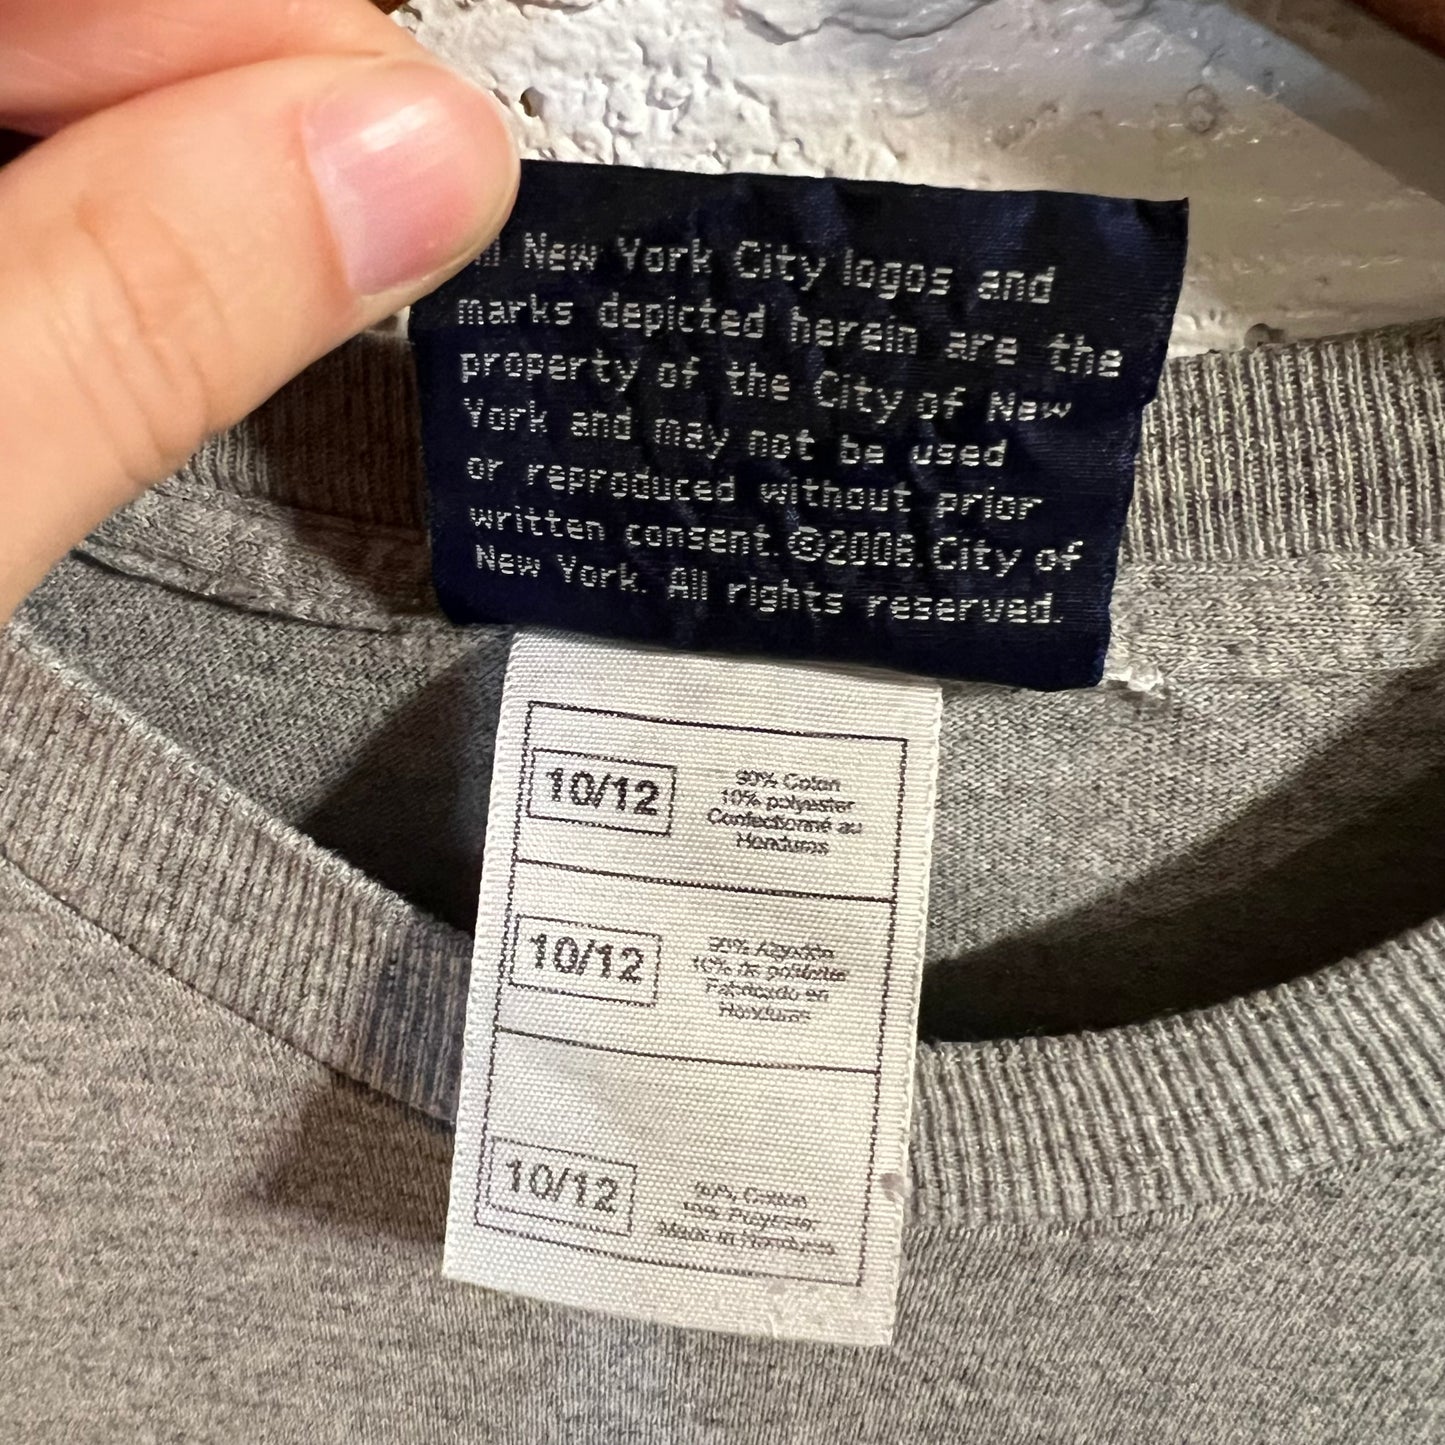 New York City logos and
marks depicted herein are the
property of the City of New
York and may not be used
or reproduced without prior
written consent. ©2008. City of
New York. All rights reserved.
10/12
90% Coton
10% polyester
Confectionné au
Honduras
10/12
90% Algodón
10% de poliéster
Fabricado en
Honduras
10/12
90% Cotton
10% Polyester
Made in Honduras